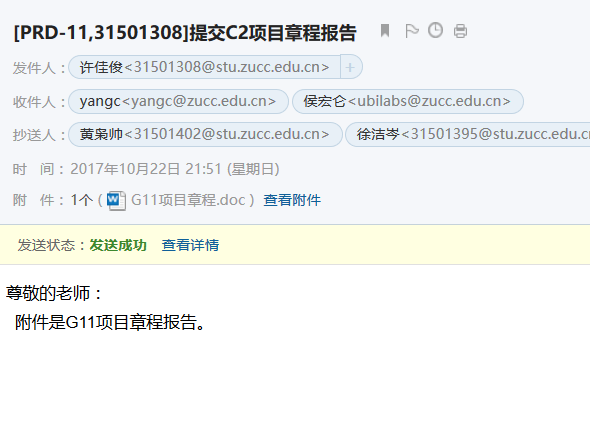 [PRD-11,31501308]提交C2项目章程报告
发件人：许佳俊<31501308@stu.zucc.edu.cn>
收件人：yangc<yangc@zucc.edu.cn> 侯宏仑<ubilabs@zucc.edu.cn>
抄送人：黄枭帅<31501402@stu.zucc.edu.cn> 徐洁岑<31501395@stu.zucc.edu.cn
时 间：2017年10月22日 21:51 (星期日)
附 件：1个 ( G11项目章程.doc ) 查看附件
发送状态：发送成功 查看详情
尊敬的老师：
附件是G11项目章程报告。